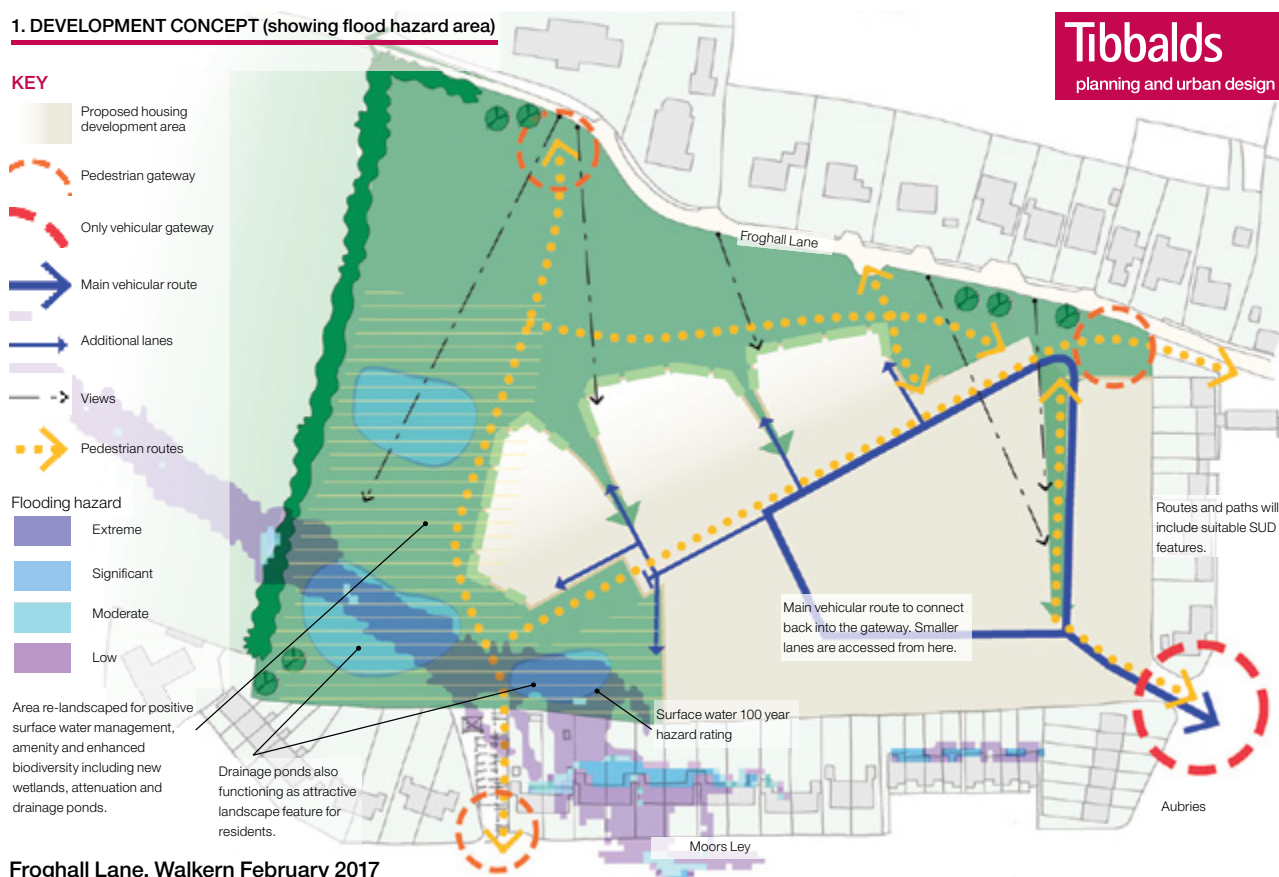 1. DEVELOPMENT CONCEPT (showing flood hazard area)
Tibbalds
planning and urban design
KEY
Proposed housing
development area
Pedestrian gateway
Only vehicular gateway
Main vehicular route
Additional lanes
Views
Pedestrian routes
Flooding hazard
Extreme
Significant
Moderate
Low
Froghall Lane
Routes and paths will
include suitable SUD
features.
Main vehicular route to connect
back into the gateway. Smaller
lanes are accessed from here.
Area re-landscaped for positive
surface water management,
amenity and enhanced
biodiversity including new
wetlands, attenuation and
drainage ponds.
Drainage ponds also
functioning as attractive
landscape feature for
residents.
Surface water 100 year
hazard rating
Aubries
Moors Ley
Froghall Lane, Walkern February 2017